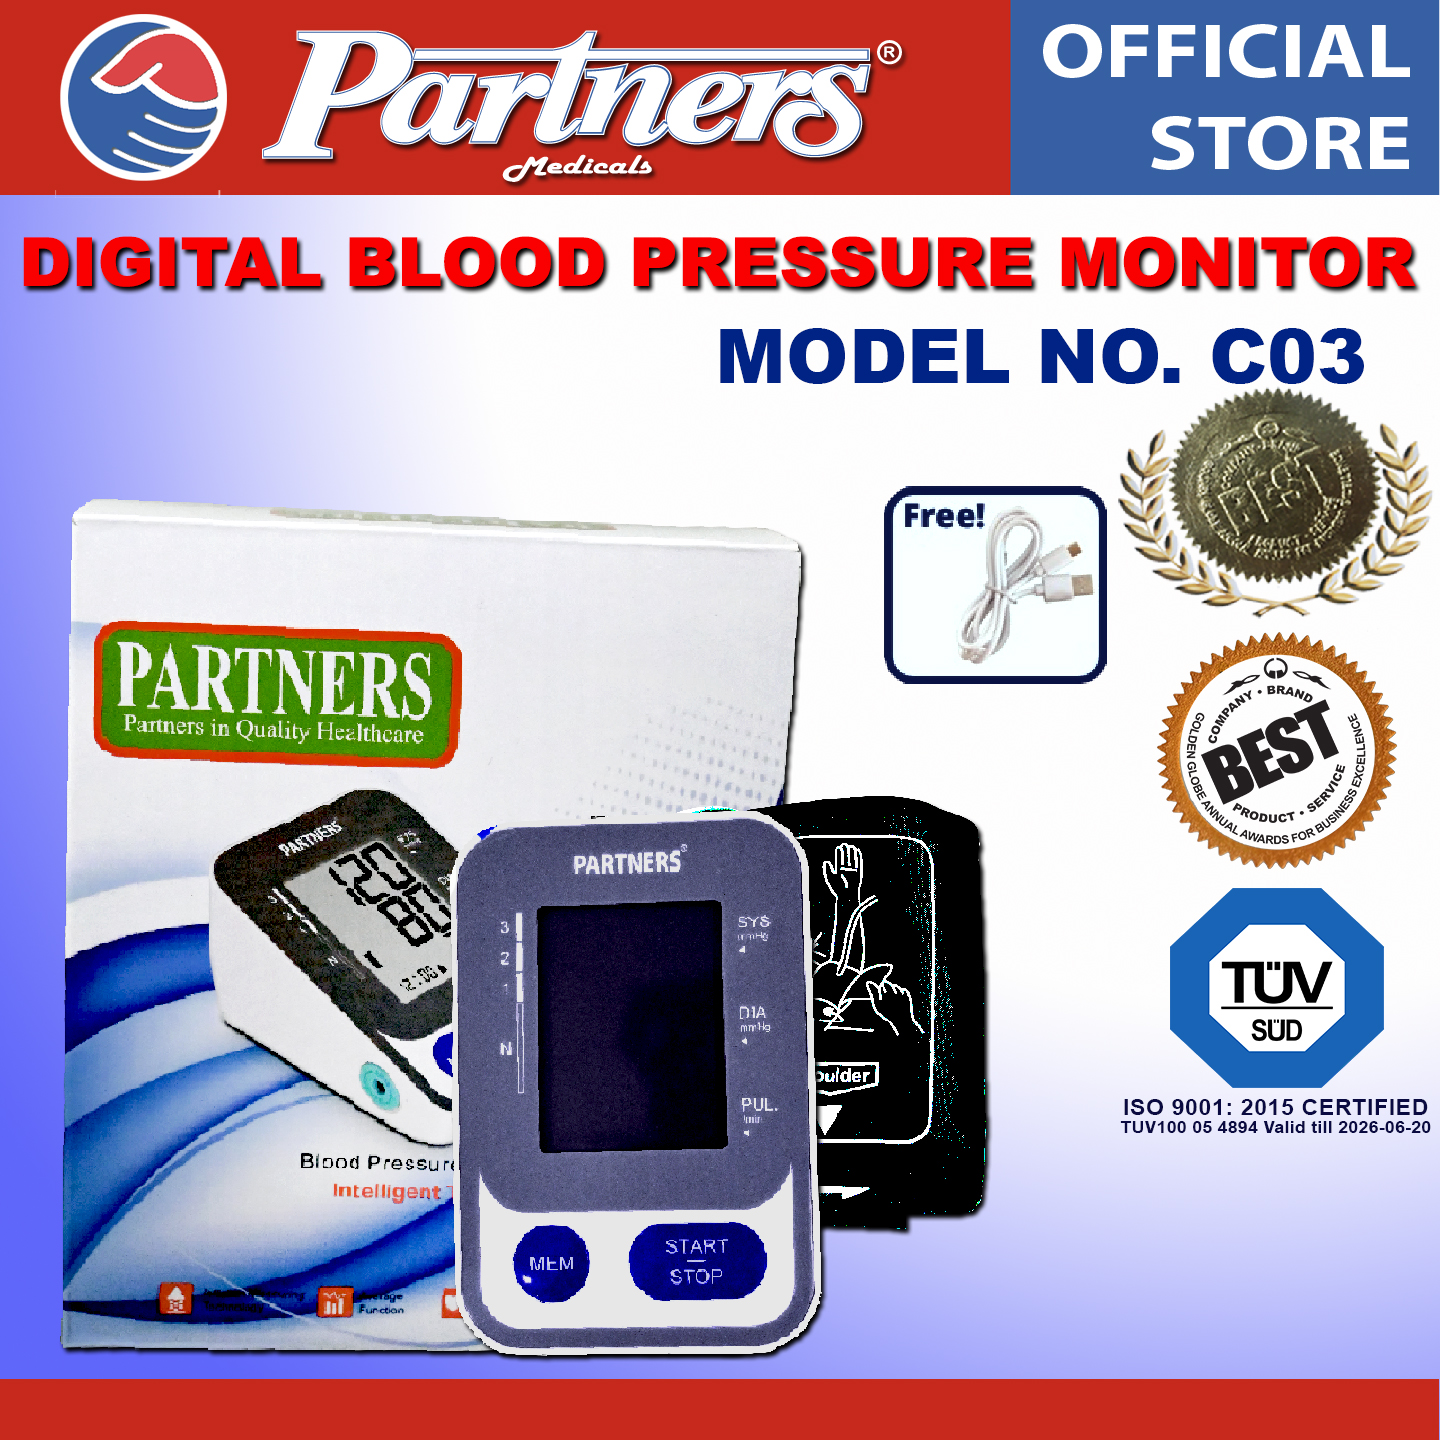 Partners®
Medicals
OFFICIAL
STORE
DIGITAL BLOOD PRESSURE MONITOR
MODEL NO. C03
Free!
BEST
COMPANY • BRAND
BEST
PRODUCT • SERVICE
GOLDEN GLOBE ANNUAL AWARDS FOR BUSINESS EXCELLENCE
TÜV
SÜD
ISO 9001: 2015 CERTIFIED
TUV100 05 4894 Valid till 2026-06-20
PARTNERS
Partners in Quality Healthcare
PARTNERS
N
Blood Pressure
Intelligent
Average
Function
PARTNERS®
3
2
1
N
SYS
mmHg
DIA
mmHg
PUL.
/min
MEM
START
STOP
oulder